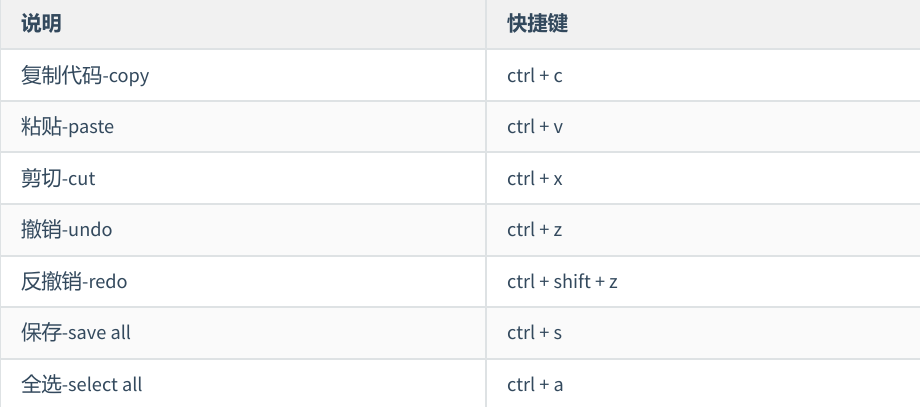 说明 快捷键
复制代码-copy ctrl + c
粘贴-paste ctrl + v
剪切-cut ctrl + x
撤销-undo ctrl + z
反撤销-redo ctrl + shift + z
保存-save all ctrl + s
全选-select all ctrl + a